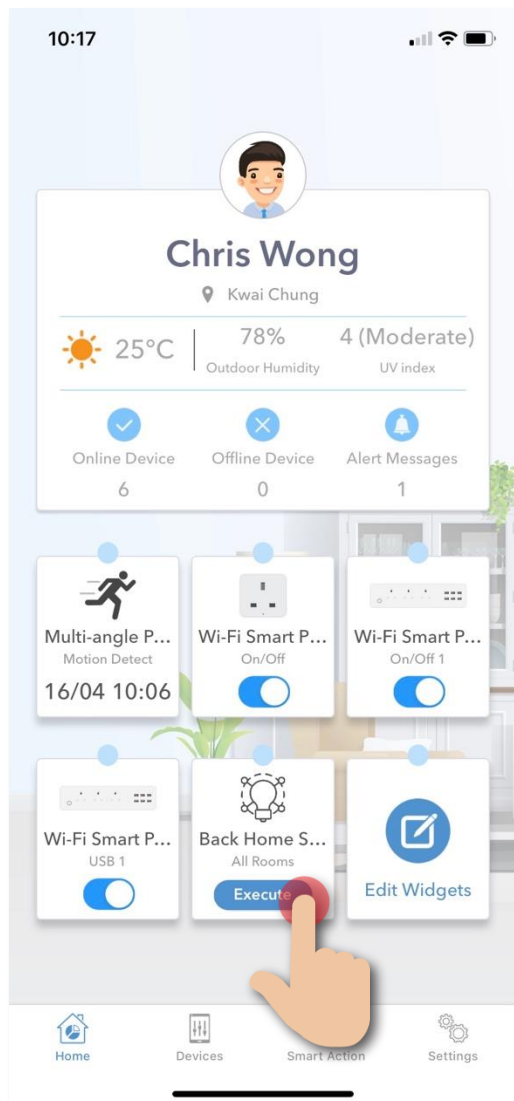 10:17
Chris Wong
Kwai Chung
25°C
78%
Outdoor Humidity
4 (Moderate)
UV index
Online Device
Offline Device
Alert Messages
6
0
1
Multi-angle P...
Motion Detect
16/04 10:06
Wi-Fi Smart P...
On/Off
Wi-Fi Smart P...
On/Off 1
Wi-Fi Smart P...
USB 1
Back Home S...
All Rooms
Execute
Edit Widgets
Home
Devices
Smart Action
Settings